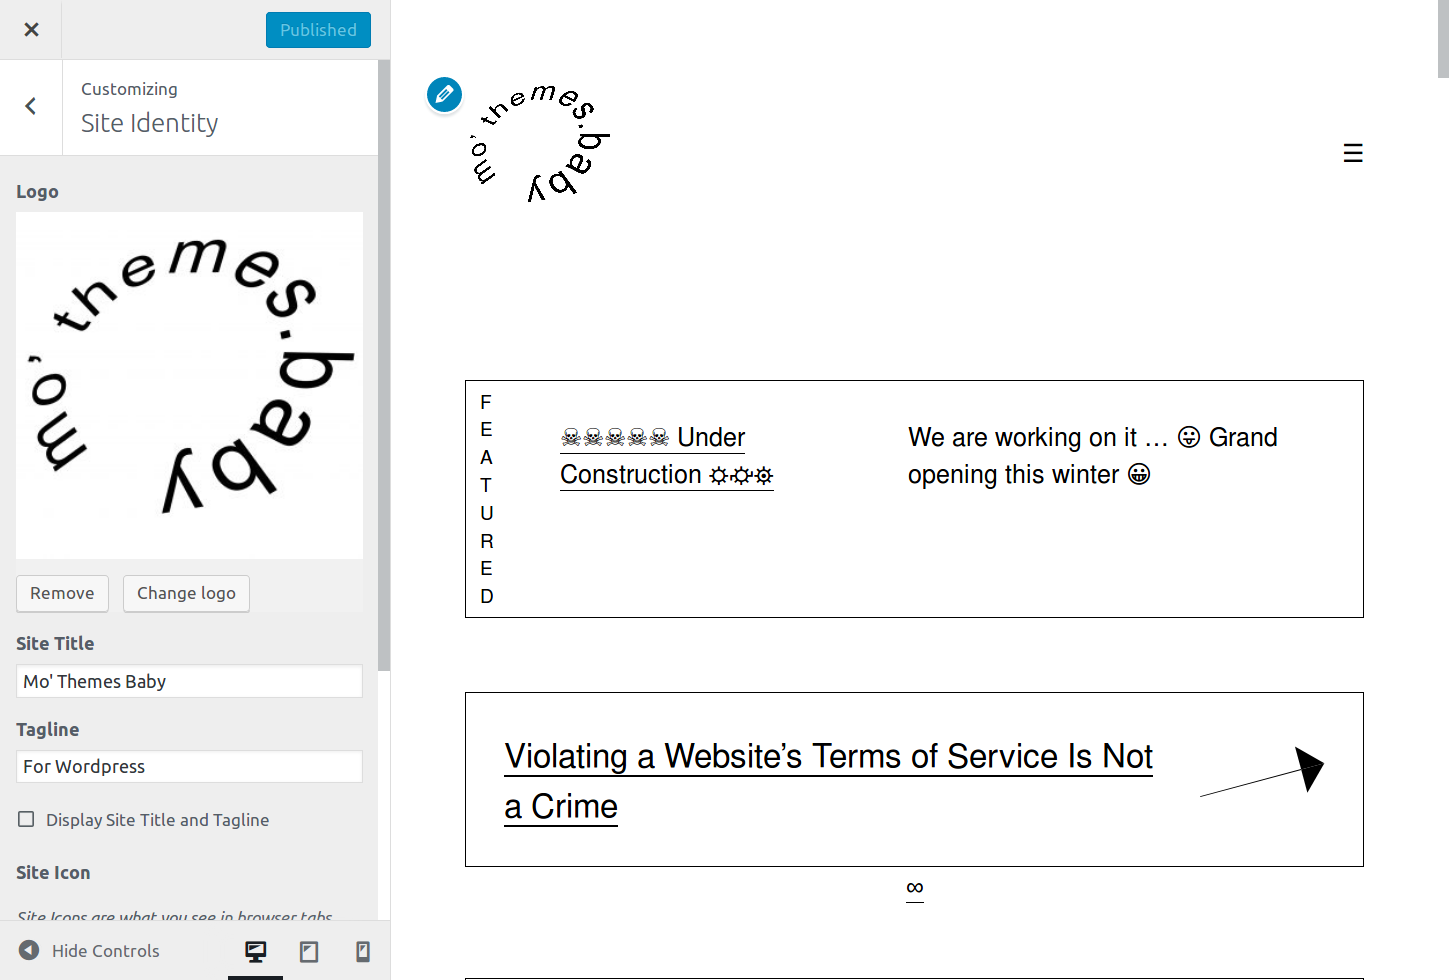 Published
Customizing
Site Identity
Logo
mo' themes.baby
Remove
Change logo
Site Title
Mo' Themes Baby
Tagline
For Wordpress
Display Site Title and Tagline
Site Icon
Site Icons are what you see in browser tabs
Hide Controls
mo' themes.baby
☰
F
E
A
T
U
R
E
D
☠☠☠☠☠ Under
Construction ⛭⛮⛯
We are working on it … 😜 Grand
opening this winter 😀
Violating a Website’s Terms of Service Is Not
a Crime
∞